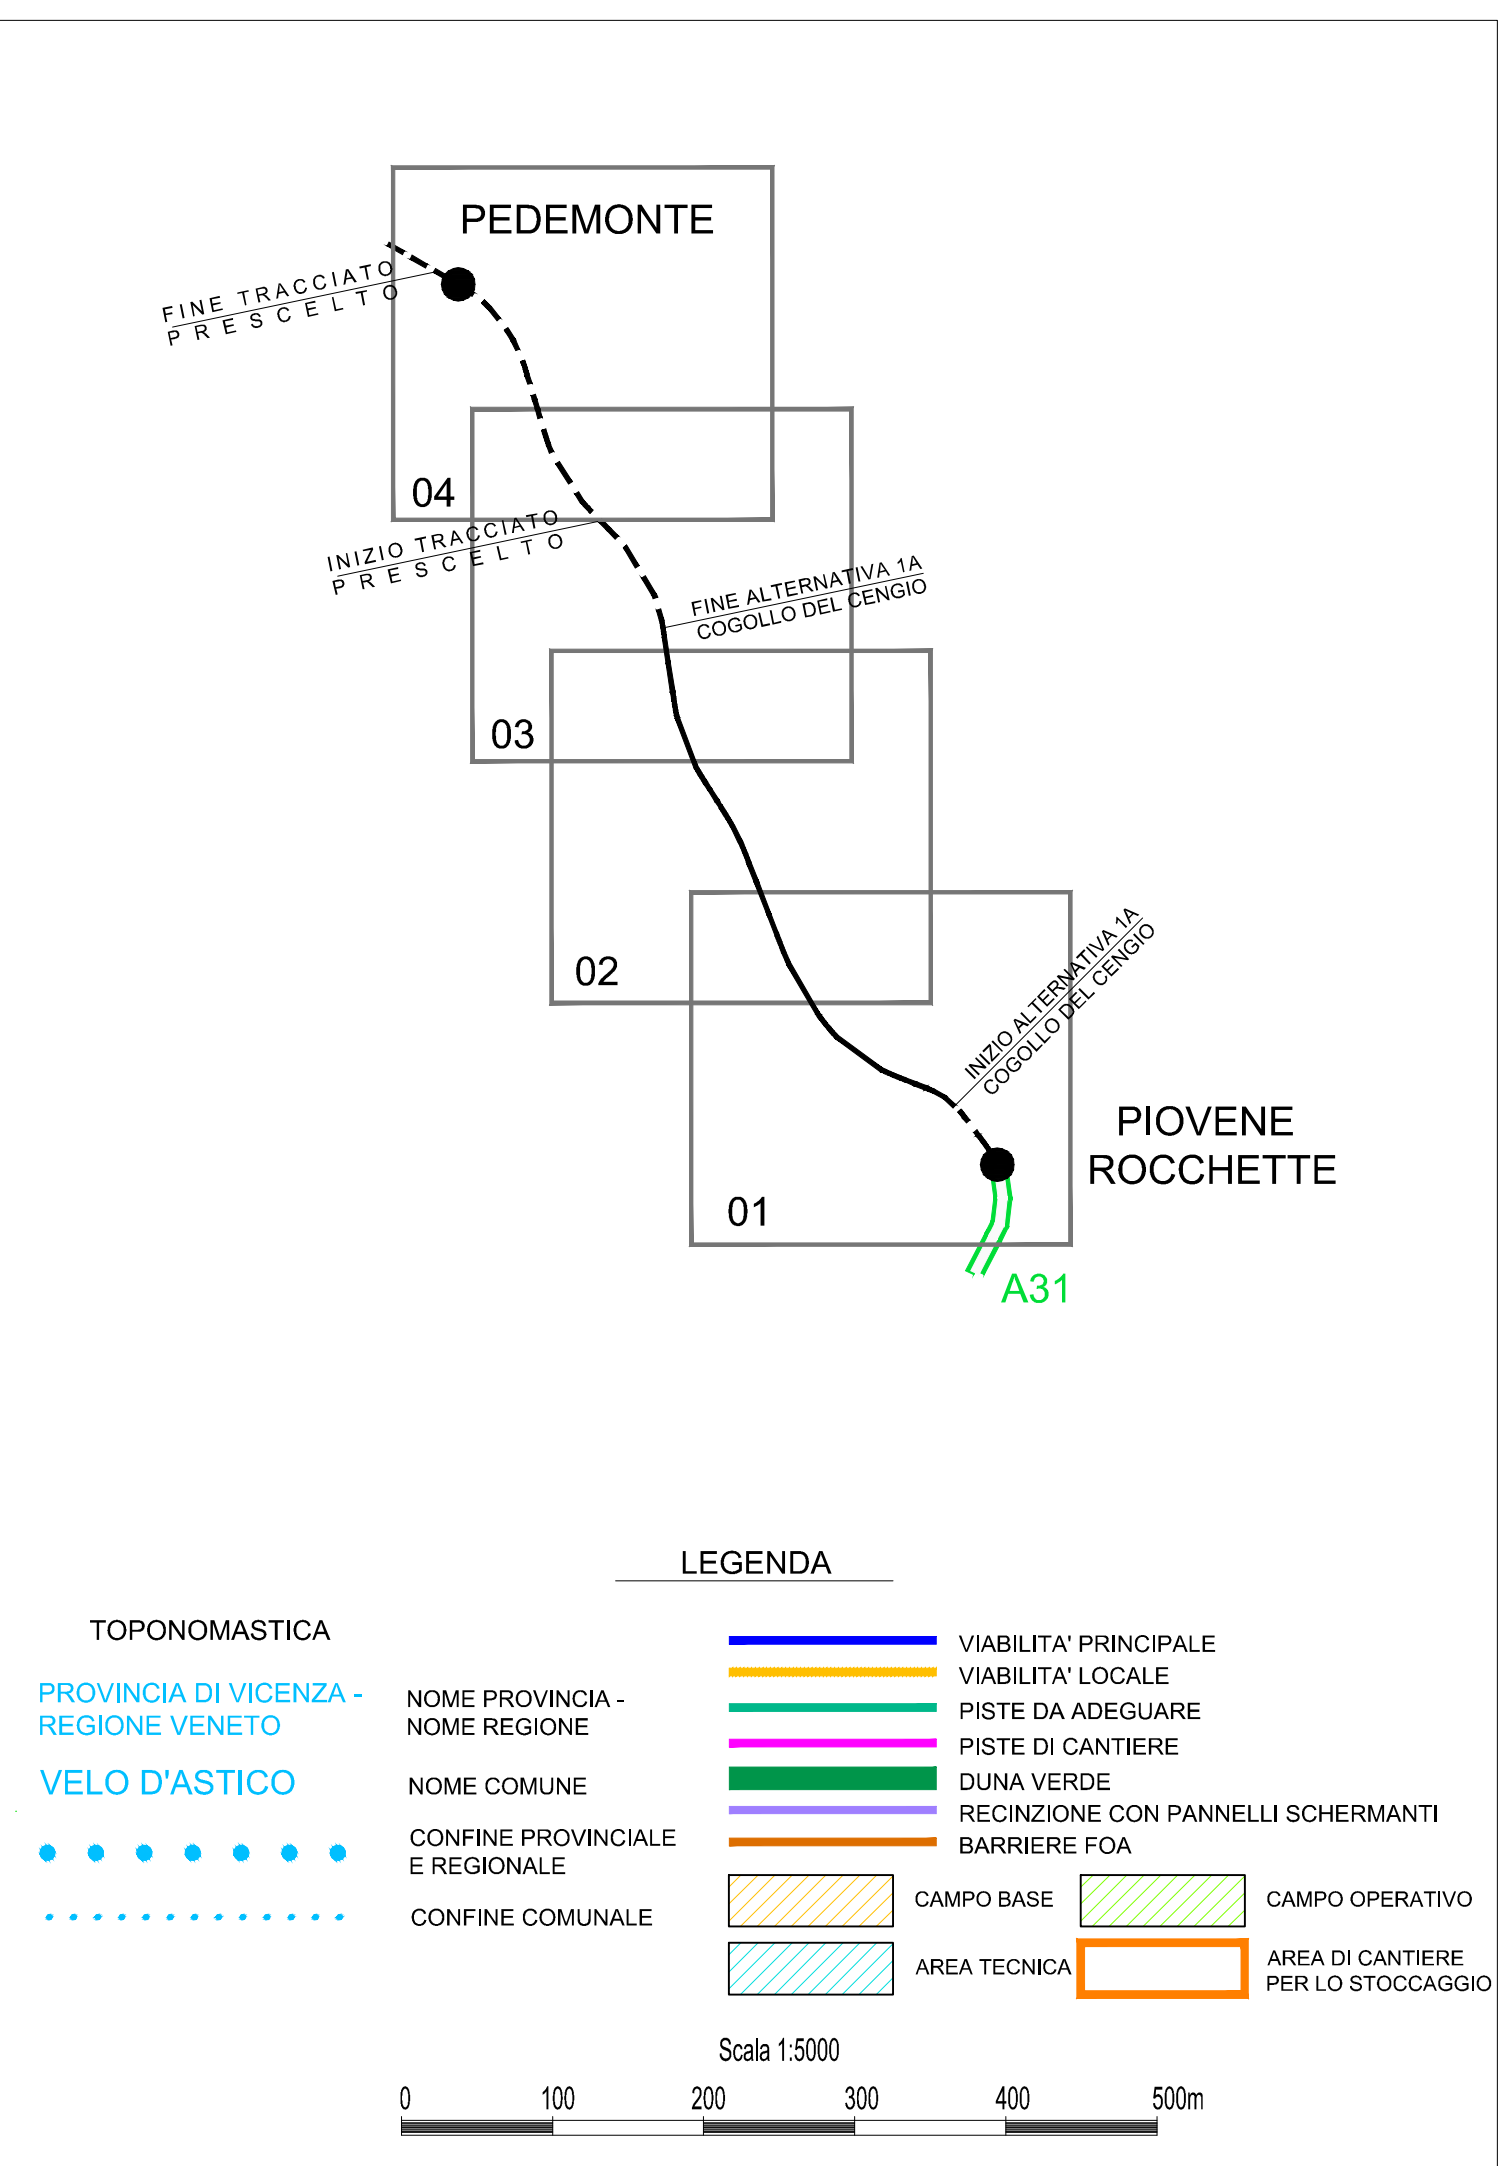 PEDEMONTE
FINE TRACCIATO
PRESCELTO
04
INIZIO TRACCIATO
PRESCELTO
FINE ALTERNATIVA 1A
COGOLLO DEL CENGIO
03
INIZIO ALTERNATIVA 1A
COGOLLO DEL CENGIO
02
PIOVENE
ROCCHETTE
01
A31
LEGENDA
TOPONOMASTICA
PROVINCIA DI VICENZA -
REGIONE VENETO
NOME PROVINCIA -
NOME REGIONE
VELO D'ASTICO
NOME COMUNE
CONFINE PROVINCIALE
E REGIONALE
CONFINE COMUNALE
VIABILITA' PRINCIPALE
VIABILITA' LOCALE
PISTE DA ADEGUARE
PISTE DI CANTIERE
DUNA VERDE
RECINZIONE CON PANNELLI SCHERMANTI
BARRIERE FOA
CAMPO BASE
CAMPO OPERATIVO
AREA TECNICA
AREA DI CANTIERE
PER LO STOCCAGGIO
Scala 1:5000
0 100 200 300 400 500m